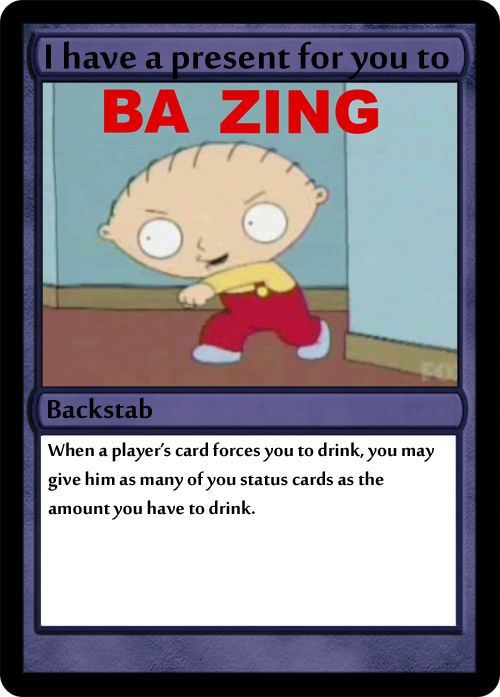 I have a present for you to
BA ZING
Backstab
When a player's card forces you to drink, you may
give him as many of you status cards as the
amount you have to drink.